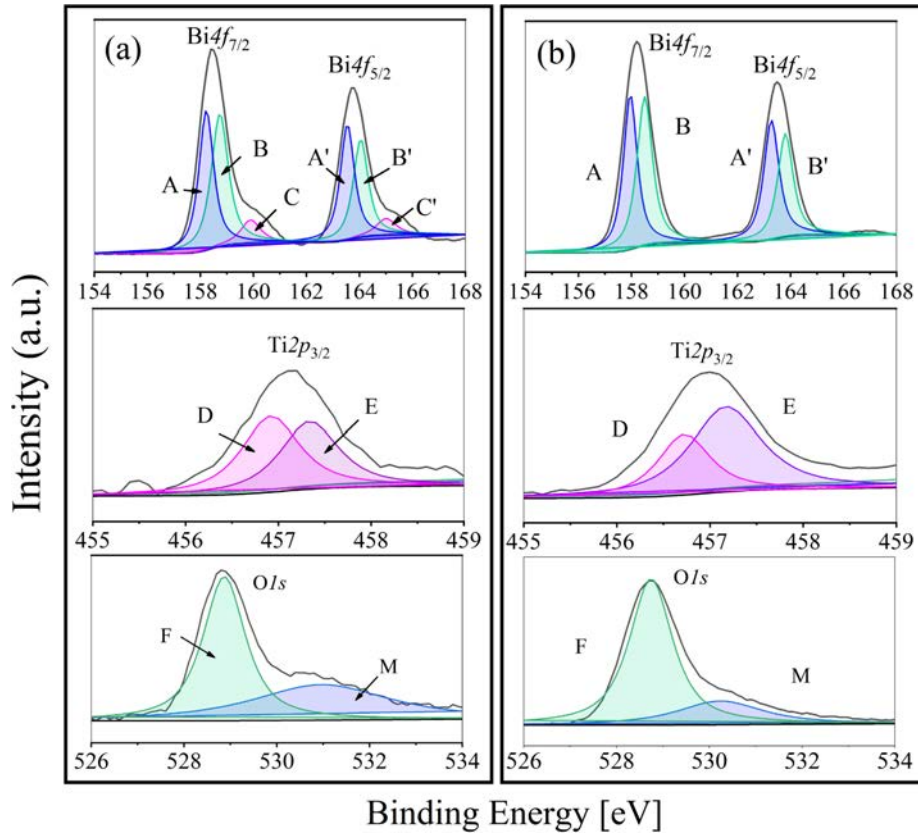 Intensity (a.u.)
(a)
Bi4f7/2
Bi4f5/2
A
B
C
A'
B'
C'
154 156 158 160 162 164 166 168
Ti2p3/2
D
E
455 456 457 458 459
O1s
F
M
526 528 530 532 534
(b)
Bi4f7/2
Bi4f5/2
A
B
A'
B'
154 156 158 160 162 164 166 168
Ti2p3/2
D
E
455 456 457 458 459
O1s
F
M
526 528 530 532 534
Binding Energy [eV]